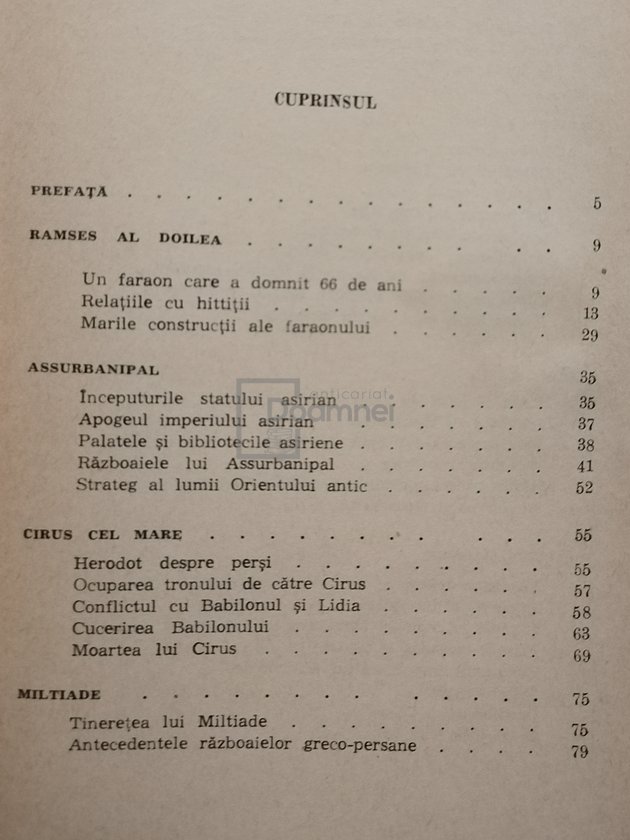 CUPRINSUL
PREFAȚĂ . . . . . . . . . . . . . . . 5
RAMSES AL DOILEA . . . . . . . . . . 9
Un faraon care a domnit 66 de ani . . . . . 9
Relațiile cu hittiții . . . . . . . . . . 13
Marile construcții ale faraonului . . . . . . 29
ASSURBANIPAL 35
Începuturile statului asirian . . . . . . . 35
Apogeul imperiului asirian . . . . . . . 37
Palatele și bibliotecile asiriene . . . . . . . 38
Războaiele lui Assurbanipal . . . . . . . 41
Strateg al lumii Orientului antic . . . . . . 52
anticariat
Doamnei
CIRUS CEL MARE . . . . . . . . . . . 55
Herodot despre perși . . . . . . . . . 55
Ocuparea tronului de către Cirus . . . . . . 57
Conflictul cu Babilonul și Lidia . . . . . . 58
Cucerirea Babilonului . . . . . . . . . 63
Moartea lui Cirus . . . . . . . . . . 69
MILTIADE . . . . . . . . . . . . . 75
Tinerețea lui Miltiade . . . . . . . . . 75
Antecedentele războaielor greco-persane . . . . 79